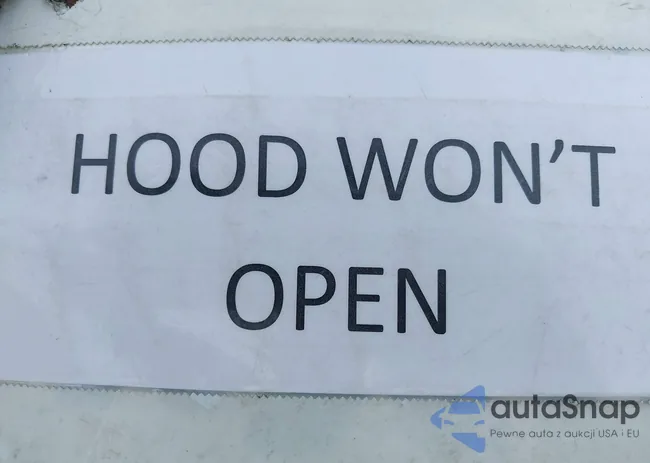 HOOD WON'T
OPEN
autaSnap
Pewne auta z aukcji USA i EU